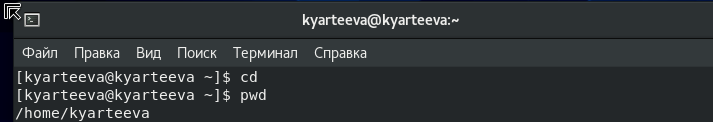 kyarteeva@kyarteeva:~
Файл Правка Вид Поиск Терминал Справка
[kyarteeva@kyarteeva ~]$ cd
[kyarteeva@kyarteeva ~]$ pwd
/home/kyarteeva